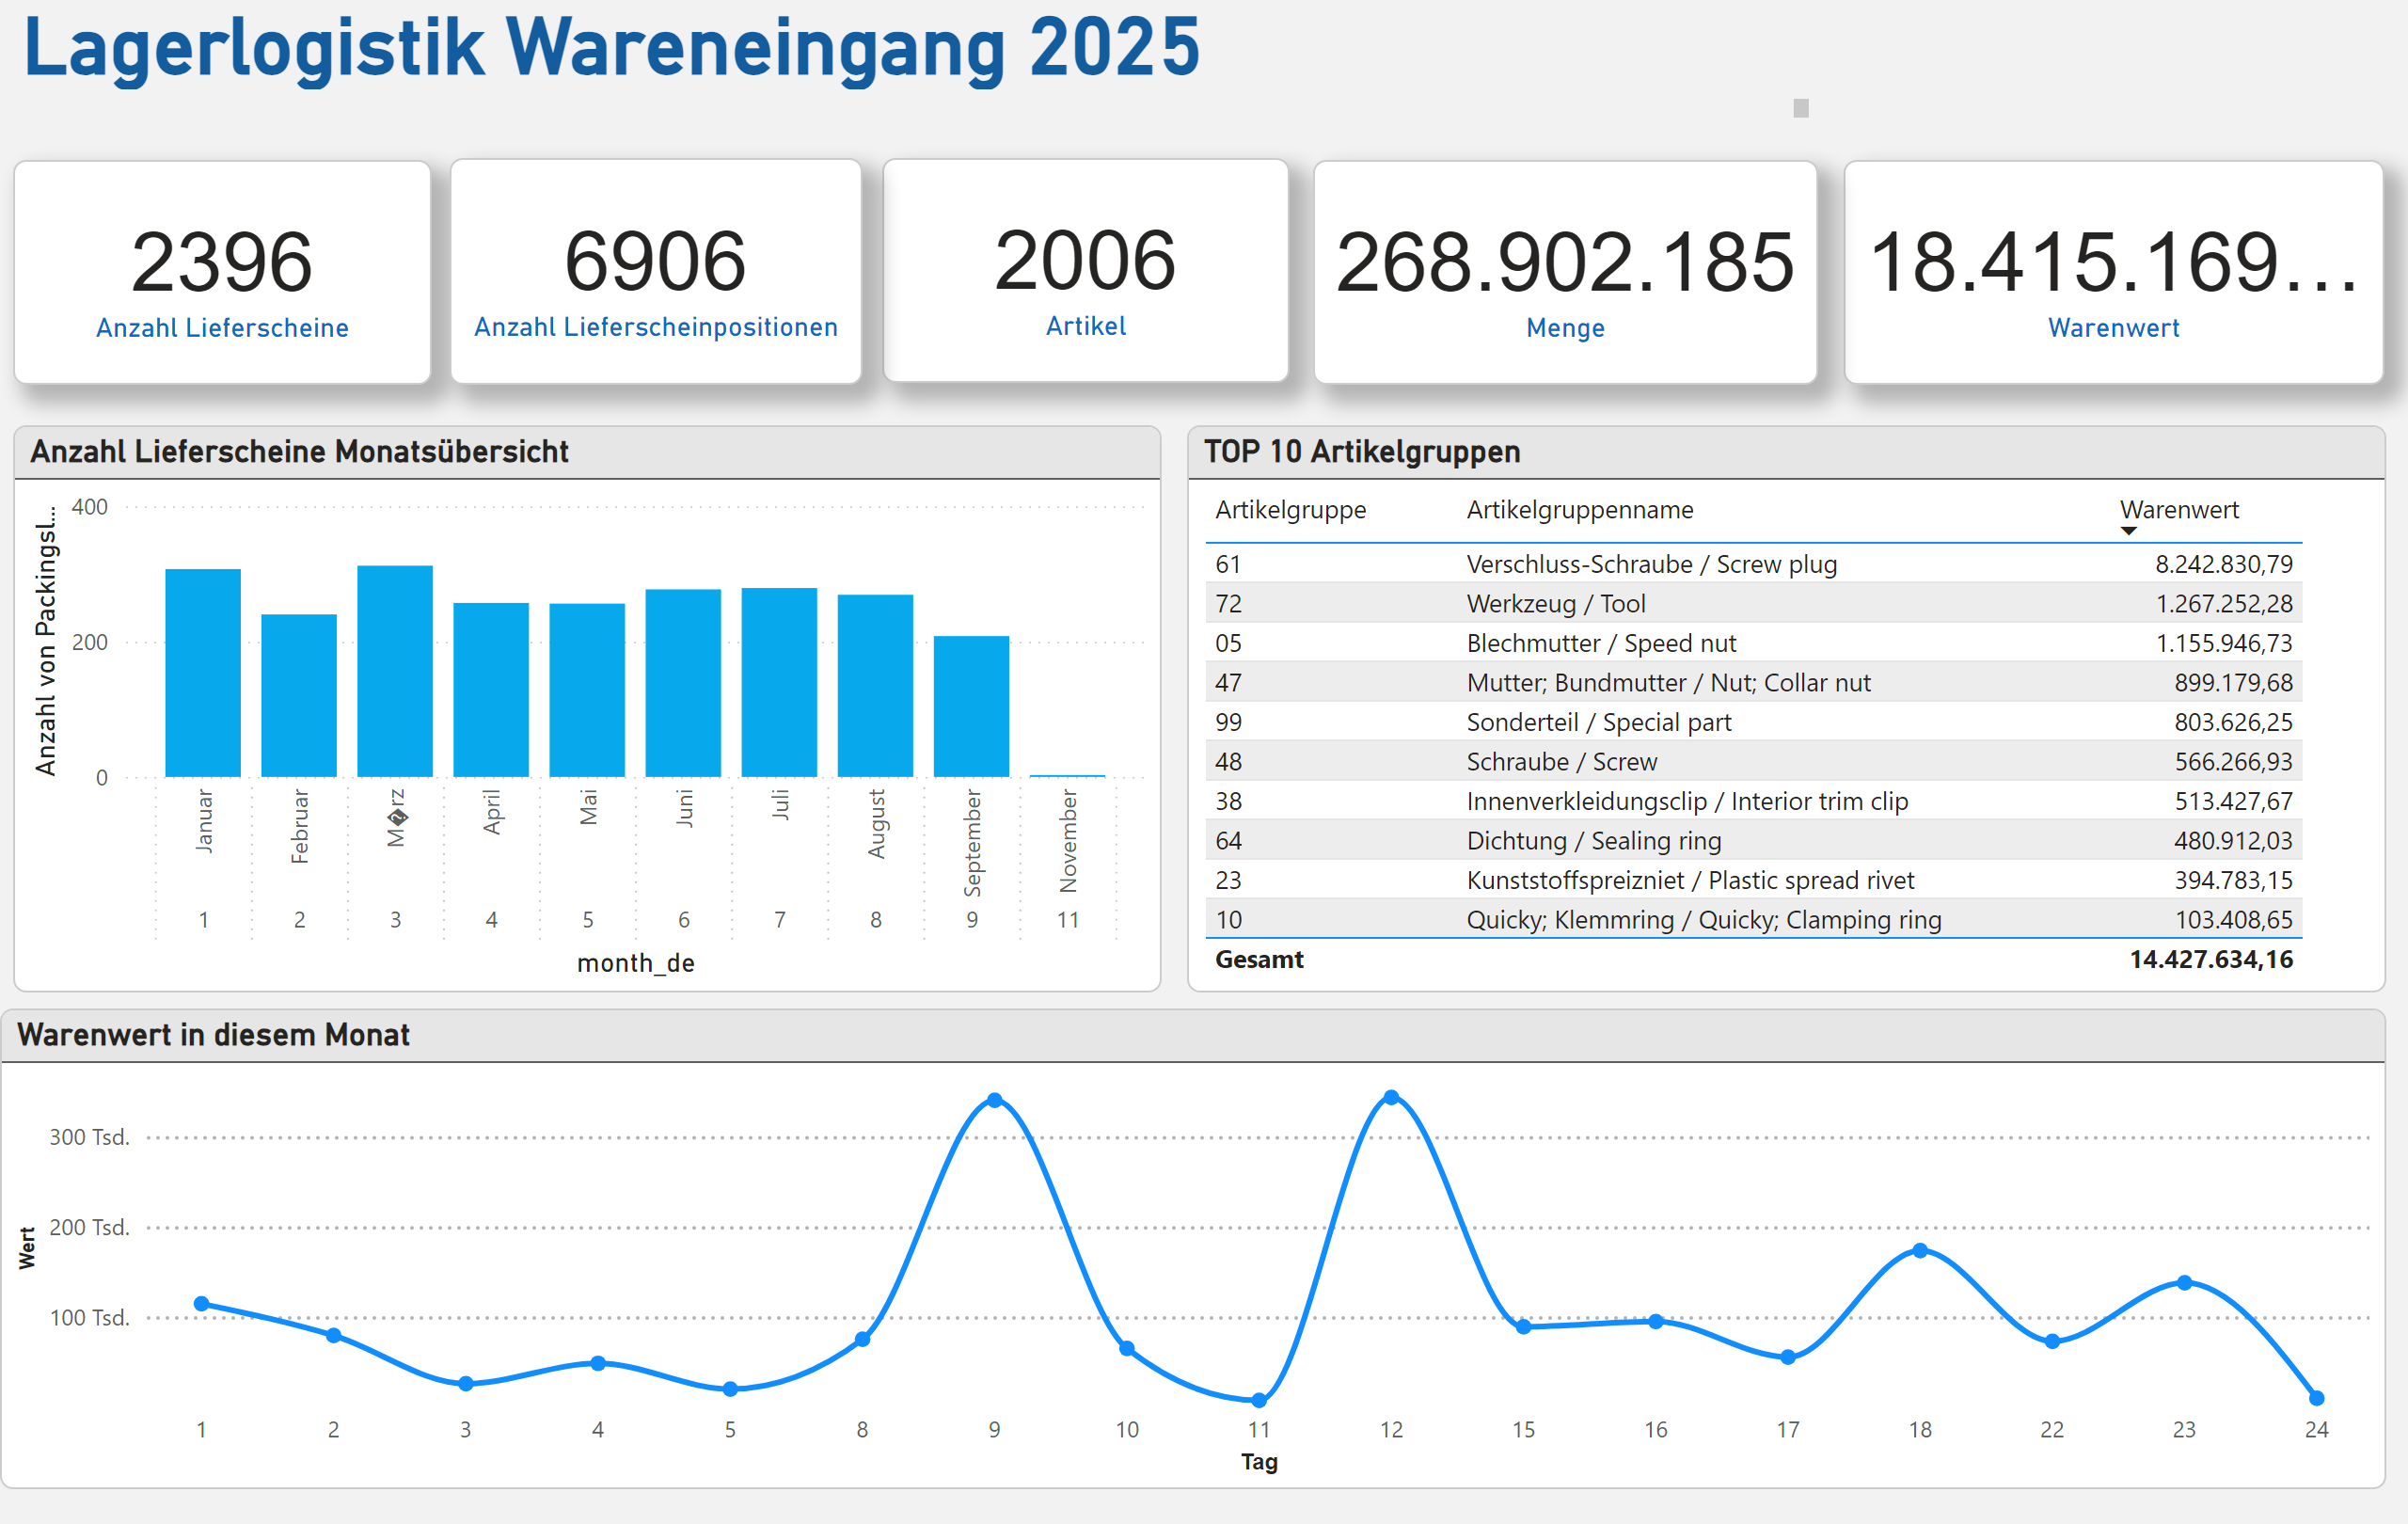 Lagerlogistik Wareneingang 2025
2396
Anzahl Lieferscheine
6906
Anzahl Lieferscheinpositionen
2006
Artikel
268.902.185
Menge
18.415.169...
Warenwert
Anzahl Lieferscheine Monatsübersicht
Anzahl von Packingsl...
400
200
0
Januar Februar M�rz April Mai Juni Juli August September November
1 2 3 4 5 6 7 8 9 11
month_de
TOP 10 Artikelgruppen
Artikelgruppe Artikelgruppenname Warenwert
61 Verschluss-Schraube / Screw plug 8.242.830,79
72 Werkzeug / Tool 1.267.252,28
05 Blechmutter / Speed nut 1.155.946,73
47 Mutter; Bundmutter / Nut; Collar nut 899.179,68
99 Sonderteil / Special part 803.626,25
48 Schraube / Screw 566.266,93
38 Innenverkleidungsclip / Interior trim clip 513.427,67
64 Dichtung / Sealing ring 480.912,03
23 Kunststoffspreizniet / Plastic spread rivet 394.783,15
10 Quicky; Klemmring / Quicky; Clamping ring 103.408,65
Gesamt 14.427.634,16
Warenwert in diesem Monat
Wert
300 Tsd.
200 Tsd.
100 Tsd.
1 2 3 4 5 8 9 10 11 12 15 16 17 18 22 23 24
Tag